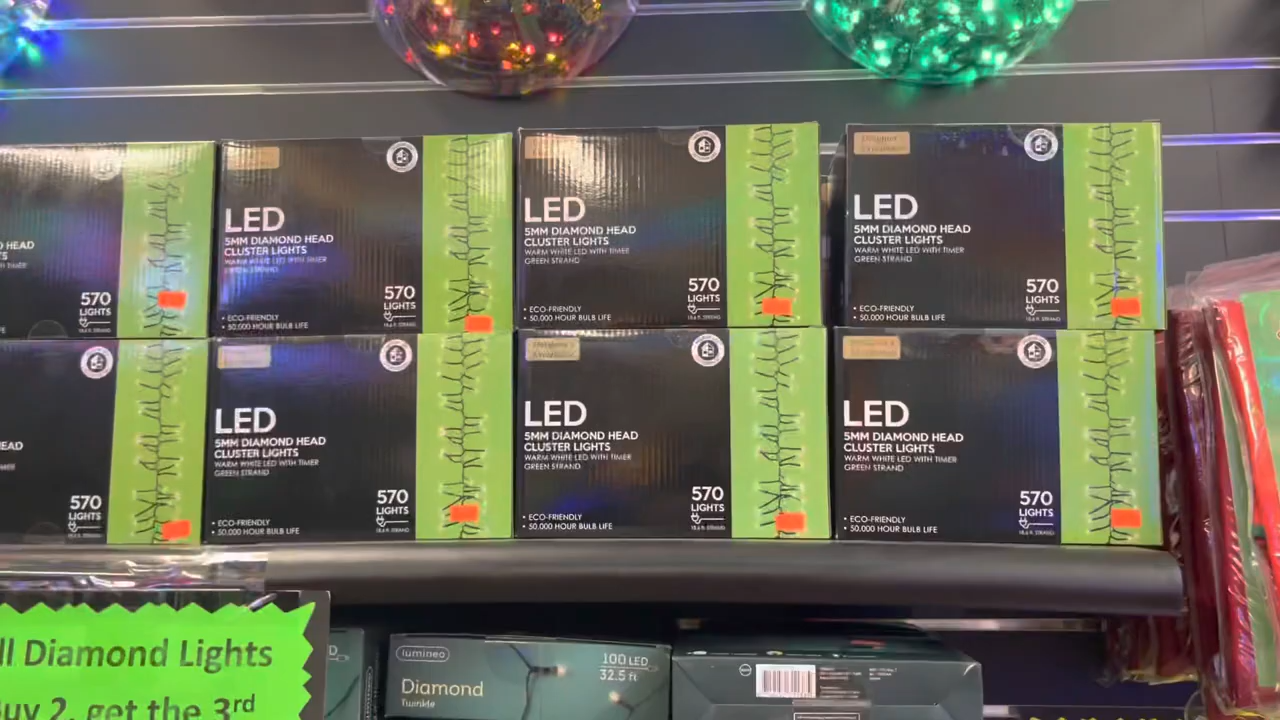 LED
5MM DIAMOND HEAD
CLUSTER LIGHTS
WARM WHITE LED WITH TIMER
570
LIGHTS
• ECO-FRIENDLY
• 50,000 HOUR BULB LIFE
LED
5MM DIAMOND HEAD
CLUSTER LIGHTS
WARM WHITE LED WITH TIMER
GREEN STRAND
570
LIGHTS
• ECO-FRIENDLY
• 50,000 HOUR BULB LIFE
LED
5MM DIAMOND HEAD
CLUSTER LIGHTS
WARM WHITE LED WITH TIMER
GREEN STRAND
570
LIGHTS
• ECO-FRIENDLY
• 50,000 HOUR BULB LIFE
HEAD
570
LIGHTS
EAD
570
LIGHTS
LED
5MM DIAMOND HEAD
CLUSTER LIGHTS
WARM WHITE LED WITH TIMER
GREEN STRAND
570
LIGHTS
• ECO-FRIENDLY
• 50,000 HOUR BULB LIFE
LED
5MM DIAMOND HEAD
CLUSTER LIGHTS
WARM WHITE LED WITH TIMER
GREEN STRAND
570
LIGHTS
• ECO-FRIENDLY
• 50,000 HOUR BULB LIFE
LED
5MM DIAMOND HEAD
CLUSTER LIGHTS
WARM WHITE LED WITH TIMER
GREEN STRAND
570
LIGHTS
• ECO-FRIENDLY
• 50,000 HOUR BULB LIFE
ll Diamond Lights
uy 2, get the 3rd
lumineo
Diamond
Twinkle
100 LED
32.5 ft